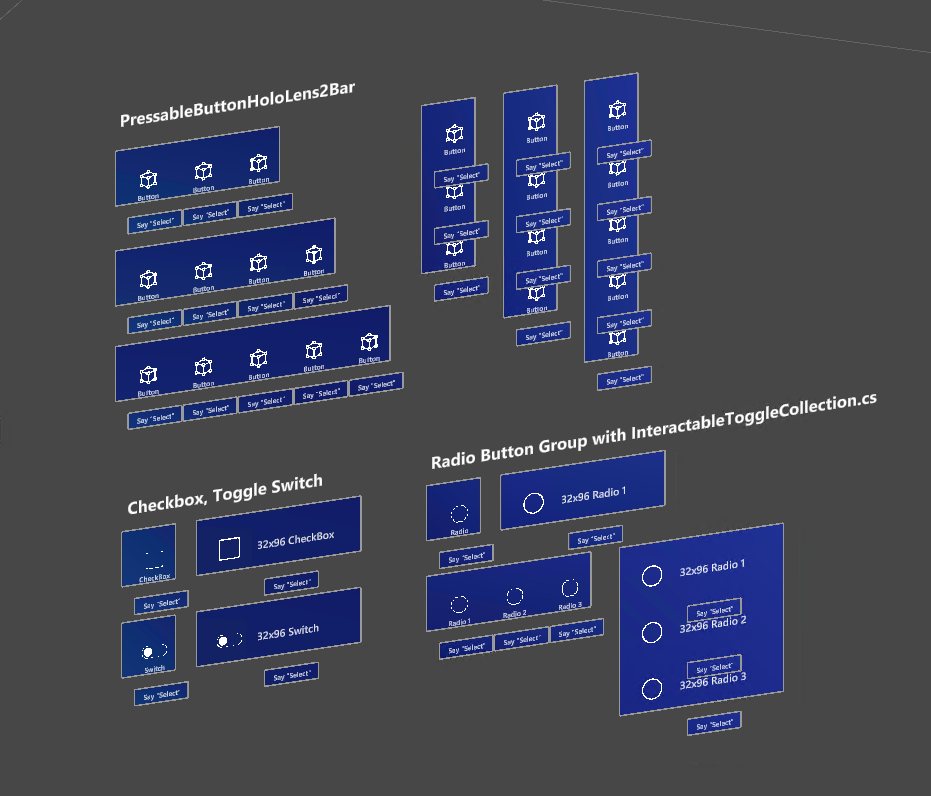 PressableButtonHoloLens2Bar
Button Button Button
Say "Select" Say "Select" Say "Select"
Button Button Button Button
Say "Select" Say "Select" Say "Select" Say "Select"
Button Button Button Button Button
Say "Select" Say "Select" Say "Select" Say "Select" Say "Select"
Button
Say "Select"
Button
Say "Select"
Button
Say "Select"
Button
Say "Select"
Button
Say "Select"
Button
Say "Select"
Button
Say "Select"
Button
Say "Select"
Button
Say "Select"
Button
Say "Select"
Button
Say "Select"
Button
Say "Select"
Checkbox, Toggle Switch
CheckBox
Say "Select"
32x96 CheckBox
Say "Select"
Switch
Say "Select"
32x96 Switch
Say "Select"
Radio Button Group with InteractableToggleCollection.cs
Radio
Say "Select"
32x96 Radio 1
Say "Select"
Radio 1 Radio 2 Radio 3
Say "Select" Say "Select" Say "Select"
32x96 Radio 1
Say "Select"
32x96 Radio 2
Say "Select"
32x96 Radio 3
Say "Select"